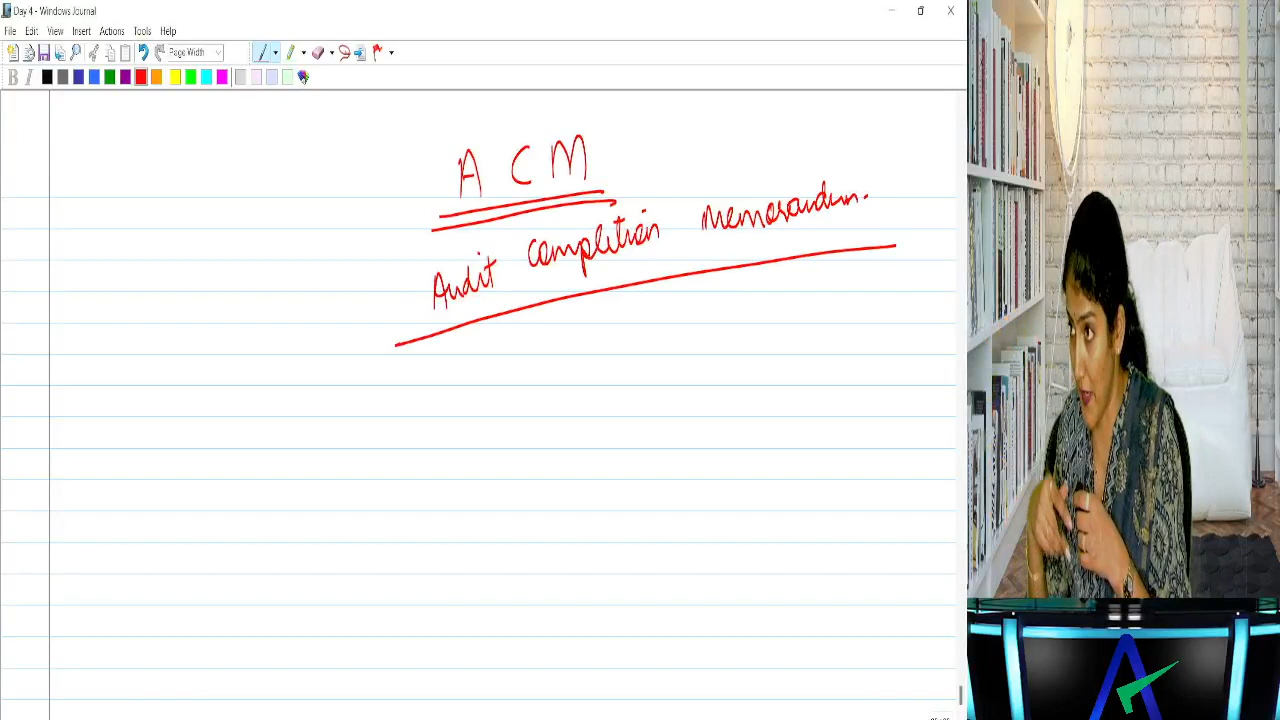 Day 4 - Windows Journal
File Edit View Insert Actions Tools Help
Page Width
B I
A C M
Audit Completion Memorandum.